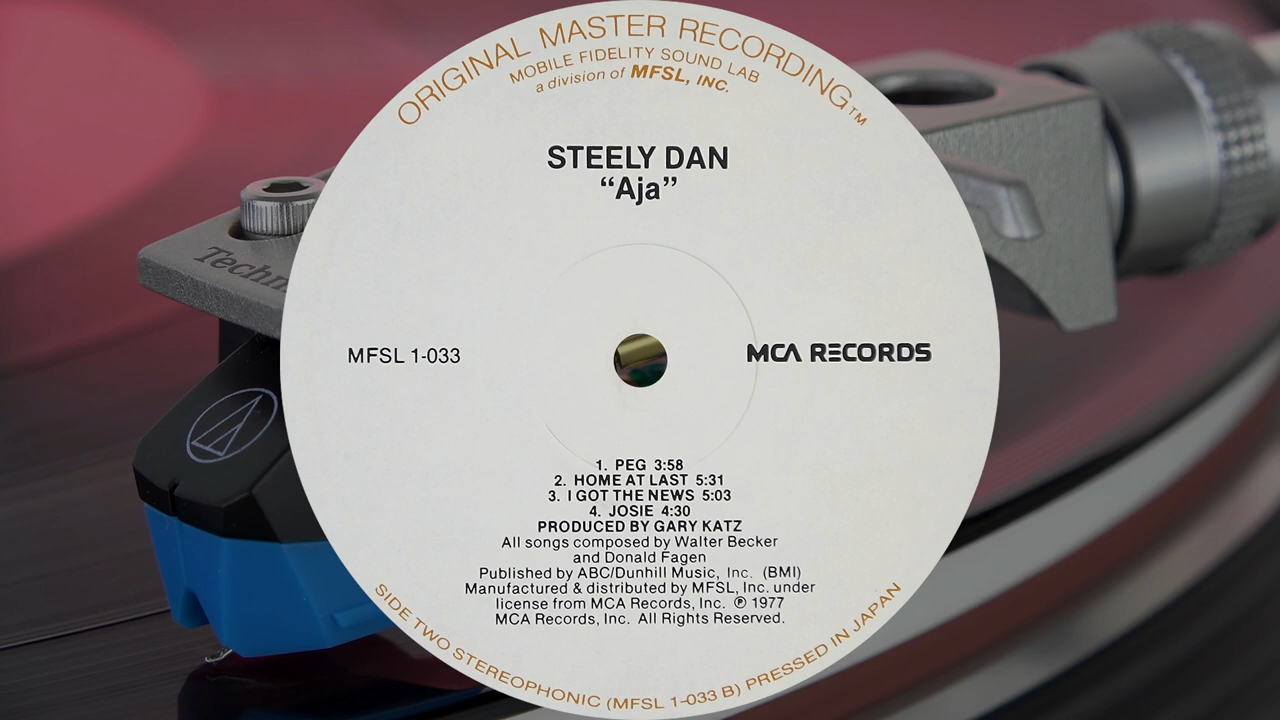 ORIGINAL MASTER RECORDING™
MOBILE FIDELITY SOUND LAB
a division of MFSL, INC.
STEELY DAN
“Aja”
Techn
MFSL 1-033
MCA RECORDS
1. PEG 3:58
2. HOME AT LAST 5:31
3. I GOT THE NEWS 5:03
4. JOSIE 4:30
PRODUCED BY GARY KATZ
All songs composed by Walter Becker
and Donald Fagen
Published by ABC/Dunhill Music, Inc. (BMI)
Manufactured & distributed by MFSL, Inc. under
license from MCA Records, Inc. ℗ 1977
MCA Records, Inc. All Rights Reserved.
SIDE TWO STEREOPHONIC (MFSL 1-033 B) PRESSED IN JAPAN